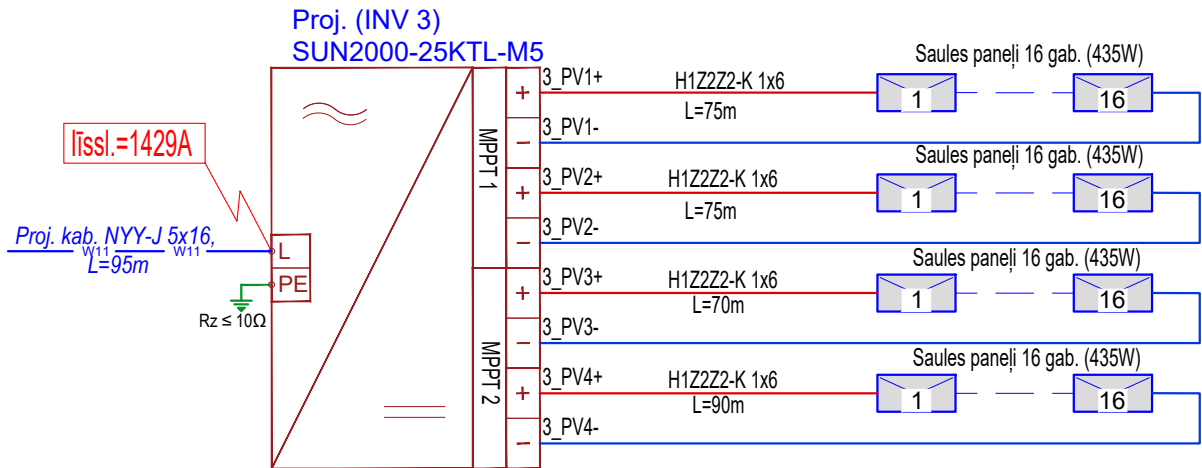 Proj. (INV 3)
SUN2000-25KTL-M5
Iīssl.=1429A
Proj. kab. NYY-J 5x16,
W11 W11
L=95m
L
PE
Rz ≤ 10Ω
MPPT 1
MPPT 2
+
3_PV1+
H1Z2Z2-K 1x6
L=75m
Saules paneļi 16 gab. (435W)
1
16
−
3_PV1-
+
3_PV2+
H1Z2Z2-K 1x6
L=75m
Saules paneļi 16 gab. (435W)
1
16
−
3_PV2-
+
3_PV3+
H1Z2Z2-K 1x6
L=70m
Saules paneļi 16 gab. (435W)
1
16
−
3_PV3-
+
3_PV4+
H1Z2Z2-K 1x6
L=90m
Saules paneļi 16 gab. (435W)
1
16
−
3_PV4-